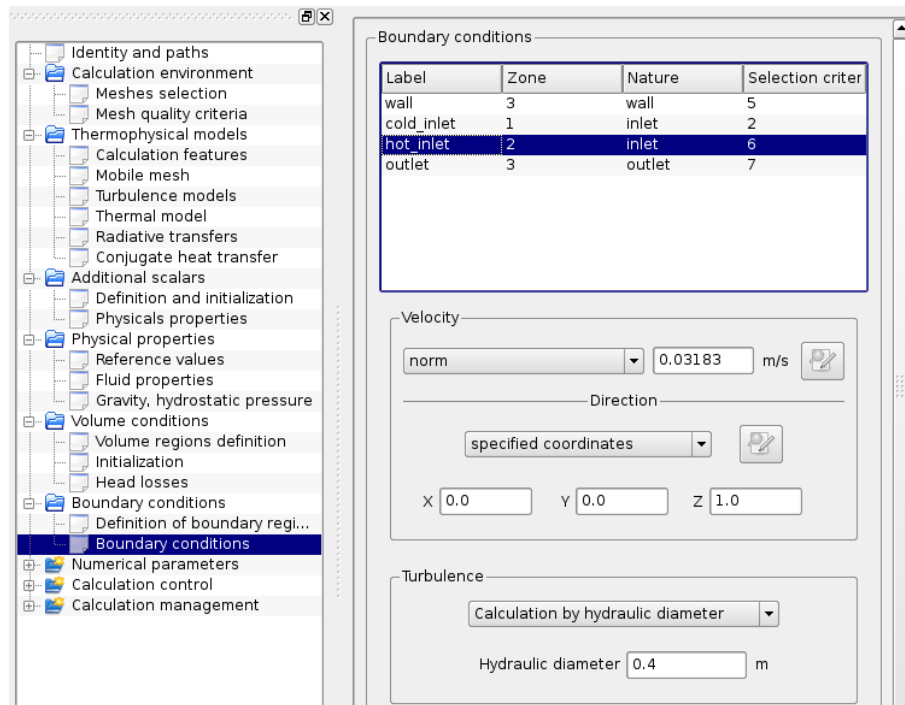 Identity and paths
Calculation environment
Meshes selection
Mesh quality criteria
Thermophysical models
Calculation features
Mobile mesh
Turbulence models
Thermal model
Radiative transfers
Conjugate heat transfer
Additional scalars
Definition and initialization
Physicals properties
Physical properties
Reference values
Fluid properties
Gravity, hydrostatic pressure
Volume conditions
Volume regions definition
Initialization
Head losses
Boundary conditions
Definition of boundary regi...
Boundary conditions
Numerical parameters
Calculation control
Calculation management
Boundary conditions
Label Zone Nature Selection criter
wall 3 wall 5
cold_inlet 1 inlet 2
hot_inlet 2 inlet 6
outlet 3 outlet 7
Velocity
norm 0.03183 m/s
Direction
specified coordinates
X 0.0 Y 0.0 Z 1.0
Turbulence
Calculation by hydraulic diameter
Hydraulic diameter 0.4 m